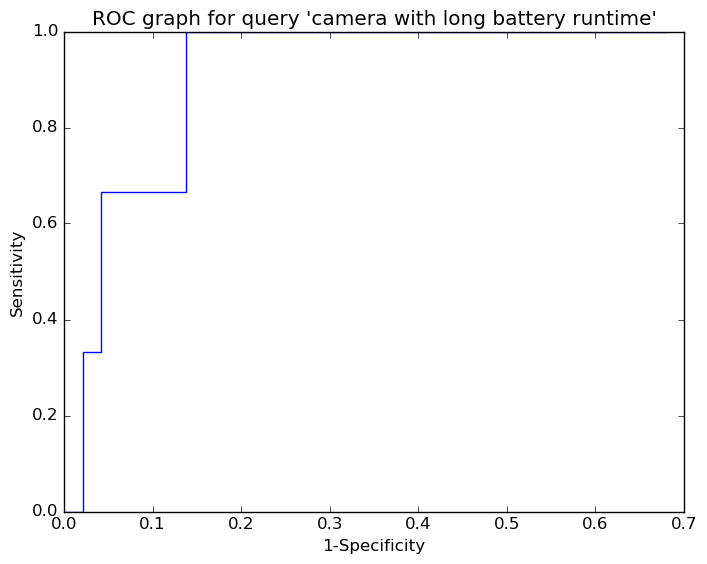 ROC graph for query 'camera with long battery runtime'
1.0
0.8
0.6
0.4
0.2
0.0
Sensitivity
0.0 0.1 0.2 0.3 0.4 0.5 0.6 0.7
1-Specificity